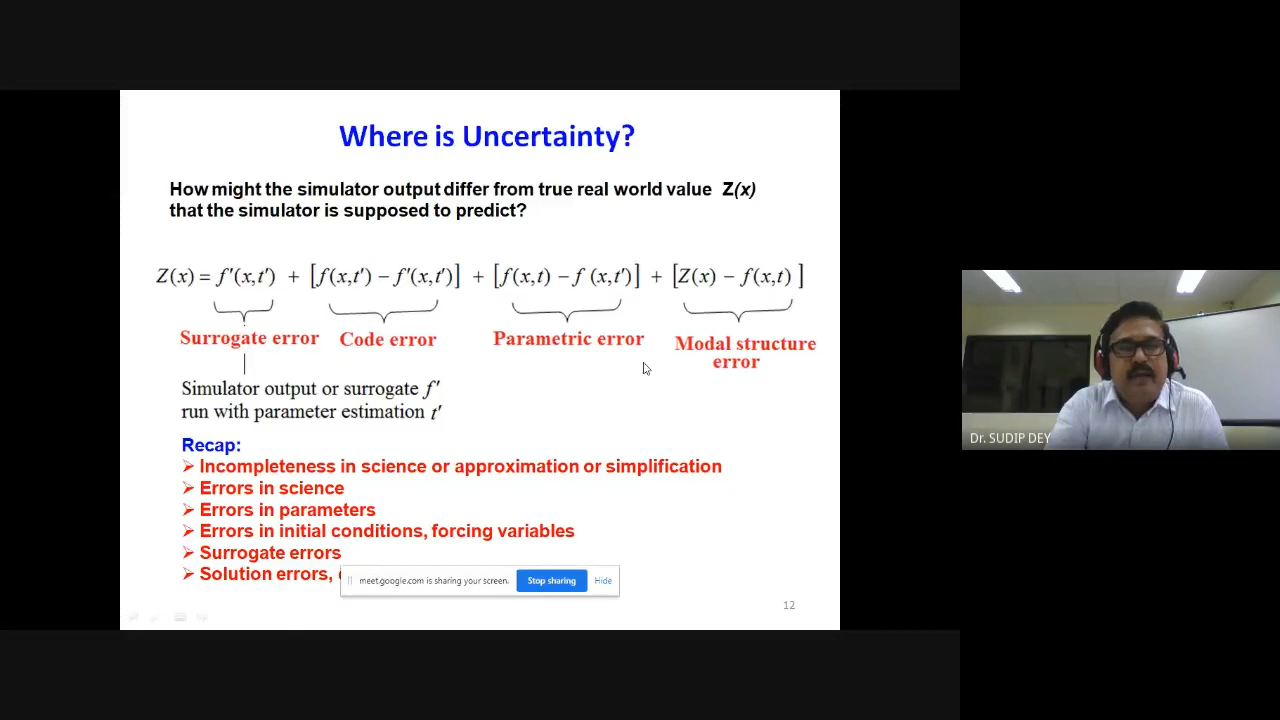 Where is Uncertainty?
How might the simulator output differ from true real world value Z(x)
that the simulator is supposed to predict?
Z(x) = f′(x,t′) + [f(x,t′) − f′(x,t′)] + [f(x,t) − f (x,t′)] + [Z(x) − f(x,t) ]
Surrogate error Code error Parametric error Modal structure
error
Simulator output or surrogate f′
run with parameter estimation t′
Recap:
➢ Incompleteness in science or approximation or simplification
➢ Errors in science
➢ Errors in parameters
➢ Errors in initial conditions, forcing variables
➢ Surrogate errors
➢ Solution errors,
meet.google.com is sharing your screen. Stop sharing Hide
12
Dr. SUDIP DEY